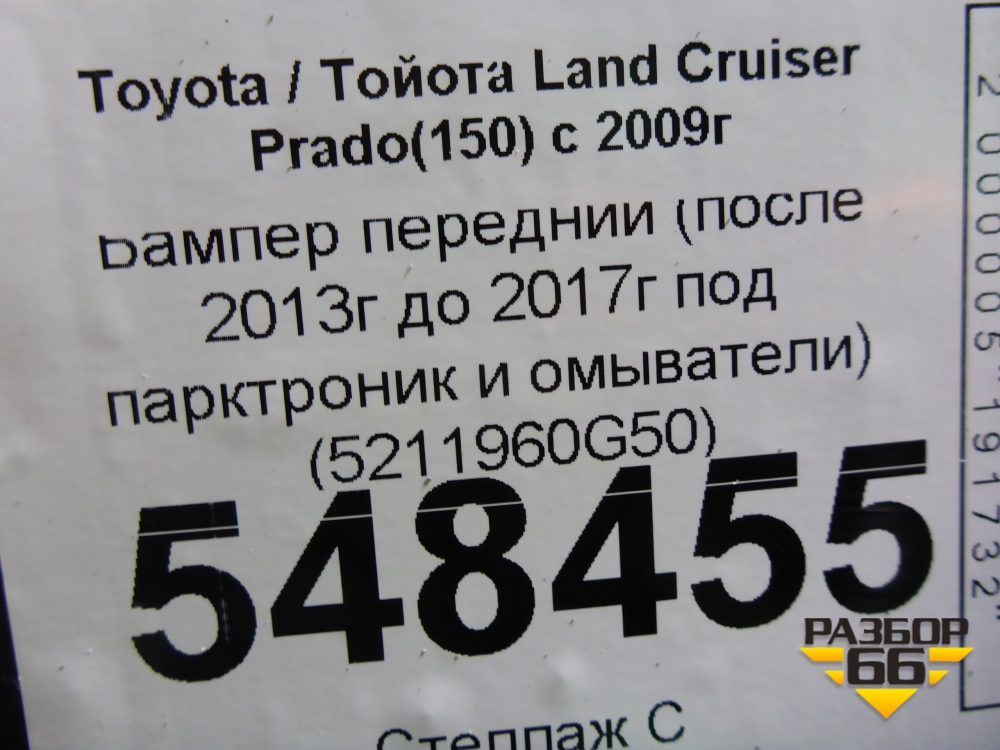 Toyota / Тойота Land Cruiser
Prado(150) с 2009г
Бампер передний (после
2013г до 2017г под
парктроник и омыватели)
(5211960G50)
548455
Стеллаж С
2000005191732
РАЗБОР
66